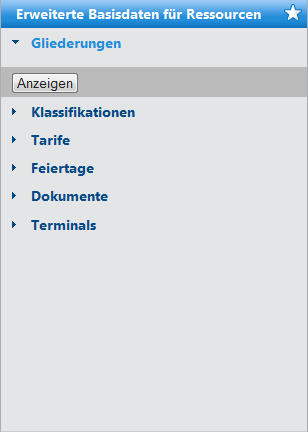 Erweiterte Basisdaten für Ressourcen
Gliederungen
Anzeigen
Klassifikationen
Tarife
Feiertage
Dokumente
Terminals